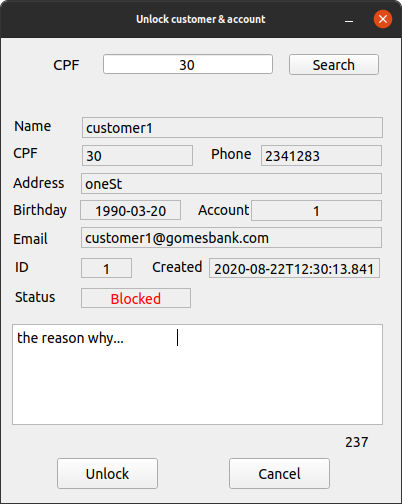 Unlock customer & account
CPF 30 Search
Name customer1
CPF 30 Phone 2341283
Address oneSt
Birthday 1990-03-20 Account 1
Email customer1@gomesbank.com
ID 1 Created 2020-08-22T12:30:13.841
Status Blocked
the reason why...
237
Unlock Cancel